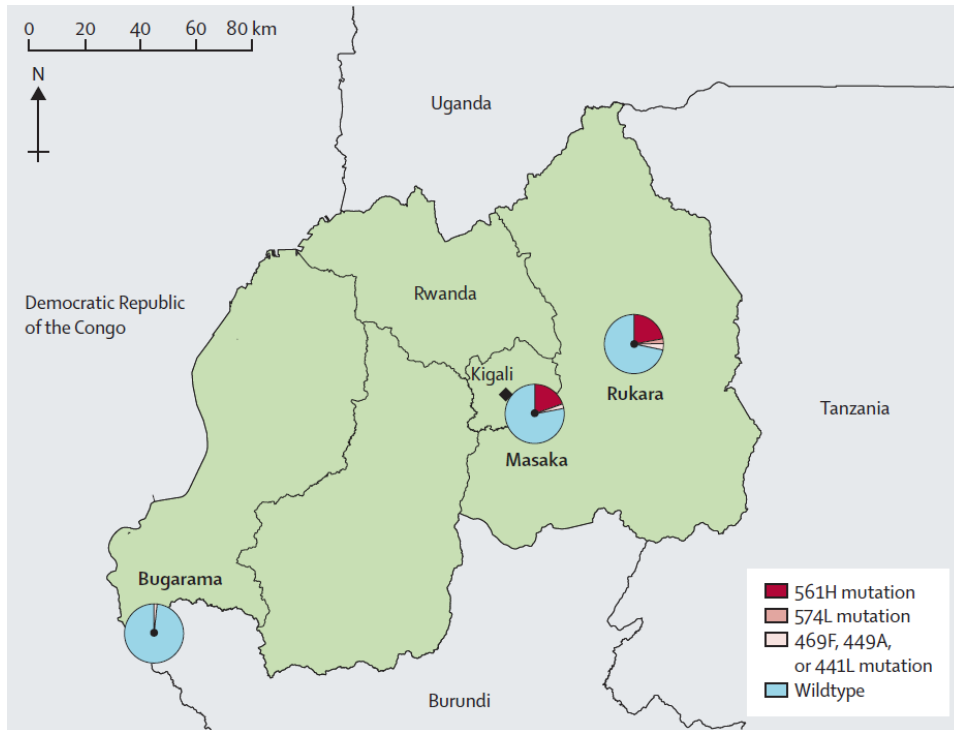 0 20 40 60 80 km
N
Uganda
Democratic Republic
of the Congo
Rwanda
Kigali
Rukara
Tanzania
Masaka
Bugarama
Burundi
561H mutation
574L mutation
469F, 449A,
or 441L mutation
Wildtype